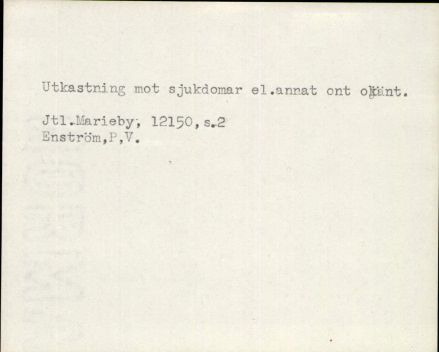 Utkastning mot sjukdomar el.annat ont okänt.
Jtl.Marieby, 12150,s.2
Enström,P,V.